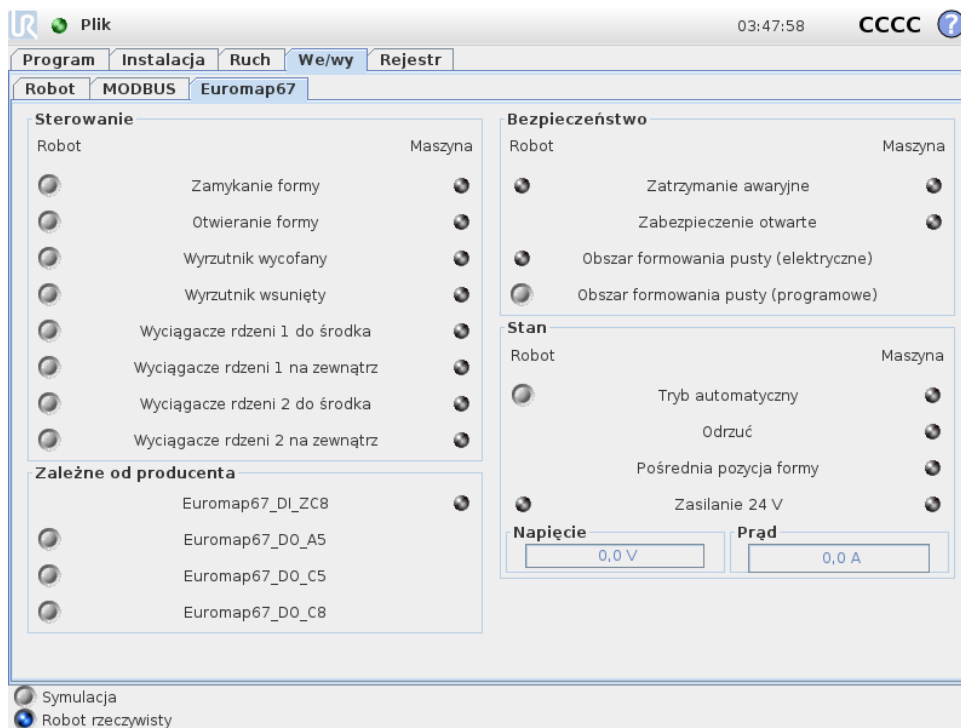 UR Plik 03:47:58 CCCC ?
Program Instalacja Ruch We/wy Rejestr
Robot MODBUS Euromap67
Sterowanie
Robot Maszyna
Zamykanie formy
Otwieranie formy
Wyrzutnik wycofany
Wyrzutnik wsunięty
Wyciągacze rdzeni 1 do środka
Wyciągacze rdzeni 1 na zewnątrz
Wyciągacze rdzeni 2 do środka
Wyciągacze rdzeni 2 na zewnątrz
Zależne od producenta
Euromap67_DI_ZC8
Euromap67_DO_A5
Euromap67_DO_C5
Euromap67_DO_C8
Bezpieczeństwo
Robot Maszyna
Zatrzymanie awaryjne
Zabezpieczenie otwarte
Obszar formowania pusty (elektryczne)
Obszar formowania pusty (programowe)
Stan
Robot Maszyna
Tryb automatyczny
Odrzuć
Pośrednia pozycja formy
Zasilanie 24 V
Napięcie Prąd
0,0 V 0,0 A
Symulacja
Robot rzeczywisty